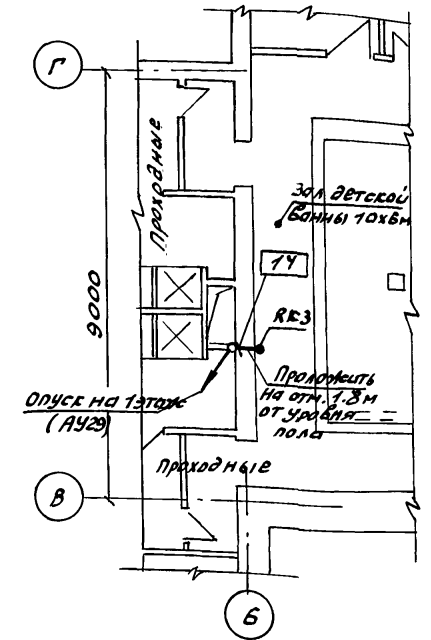 Г
Проходные
Зал детской
ванны 10х6м
14
RK3
9000
Проложить
на отм. 1.8м
от уровня
пола
Опуск на 1этаж
(АУ29)
Проходные
В
Б